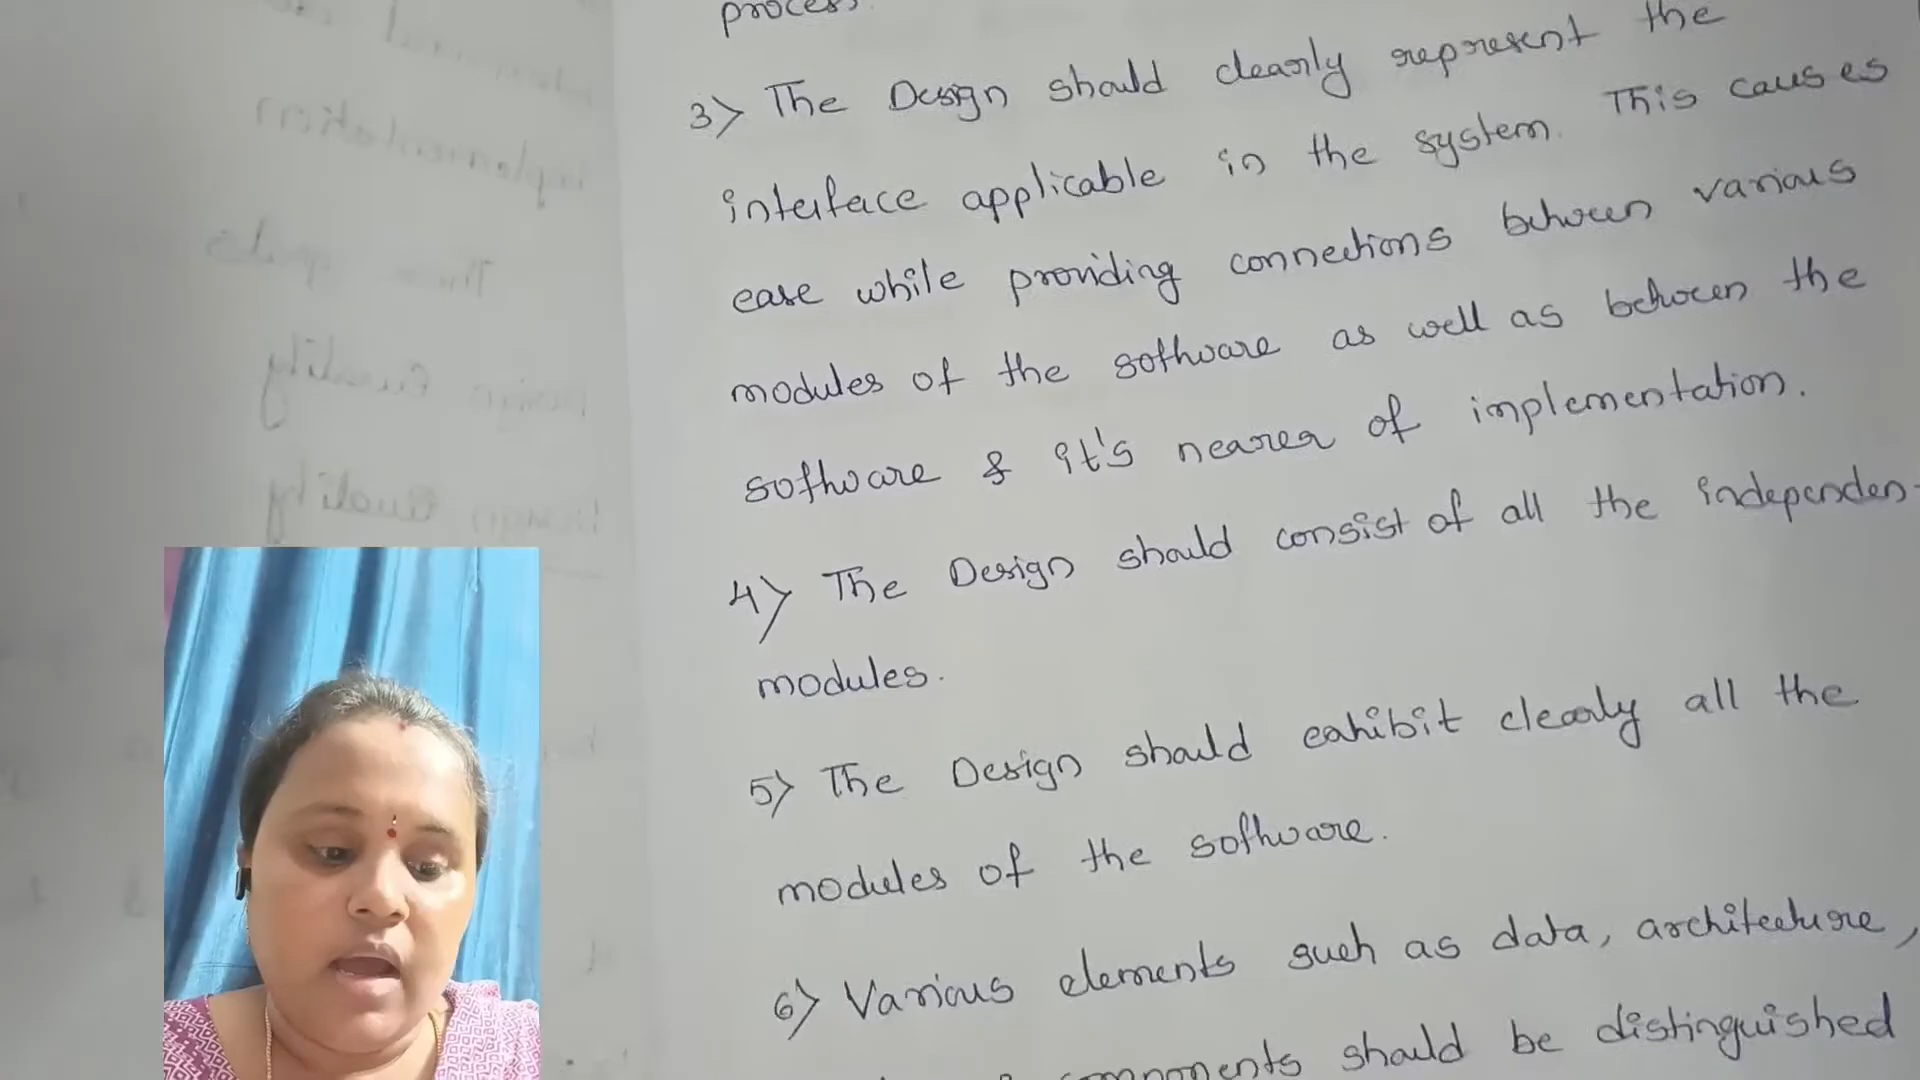 process.
3) The Design should clearly represent the
interface applicable in the system. This causes
ease while providing connections between various
modules of the software as well as between the
software & it's nearer of implementation.
4) The Design should consist of all the independen-
modules.
5) The Design should exhibit clearly all the
modules of the software.
6) Various elements such as data, architecture,
components should be distinguished